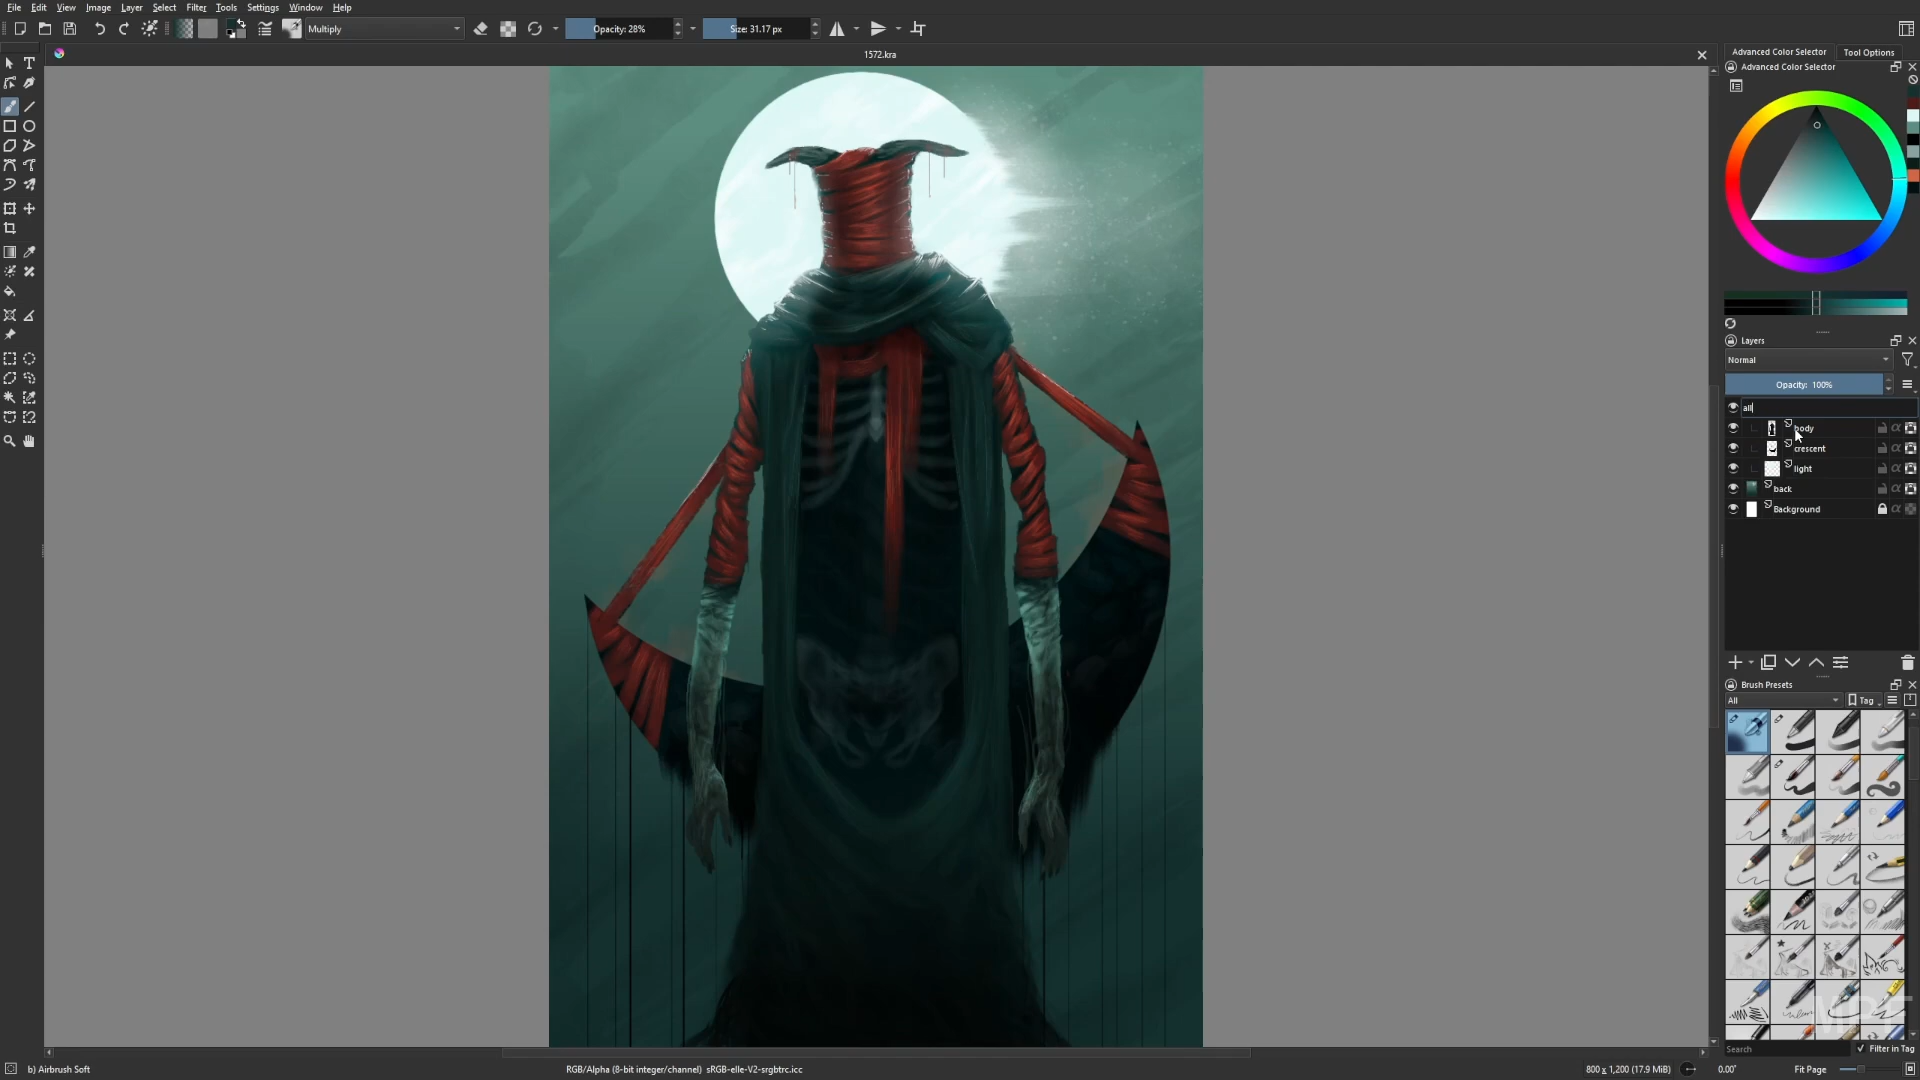 File Edit View Image Layer Select Filter Tools Settings Window Help
Multiply Opacity: 28% Size: 31.17 px
1572.kra
Advanced Color Selector Tool Options
Advanced Color Selector
Layers
Normal
Opacity: 100%
all
body
crescent
light
back
Background
Brush Presets
All Tag
Search Filter in Tag
b) Airbrush Soft RGB/Alpha (8-bit integer/channel) sRGB-elle-V2-srgbtrc.icc 800 x 1,200 (17.9 MiB) 0.00° Fit Page